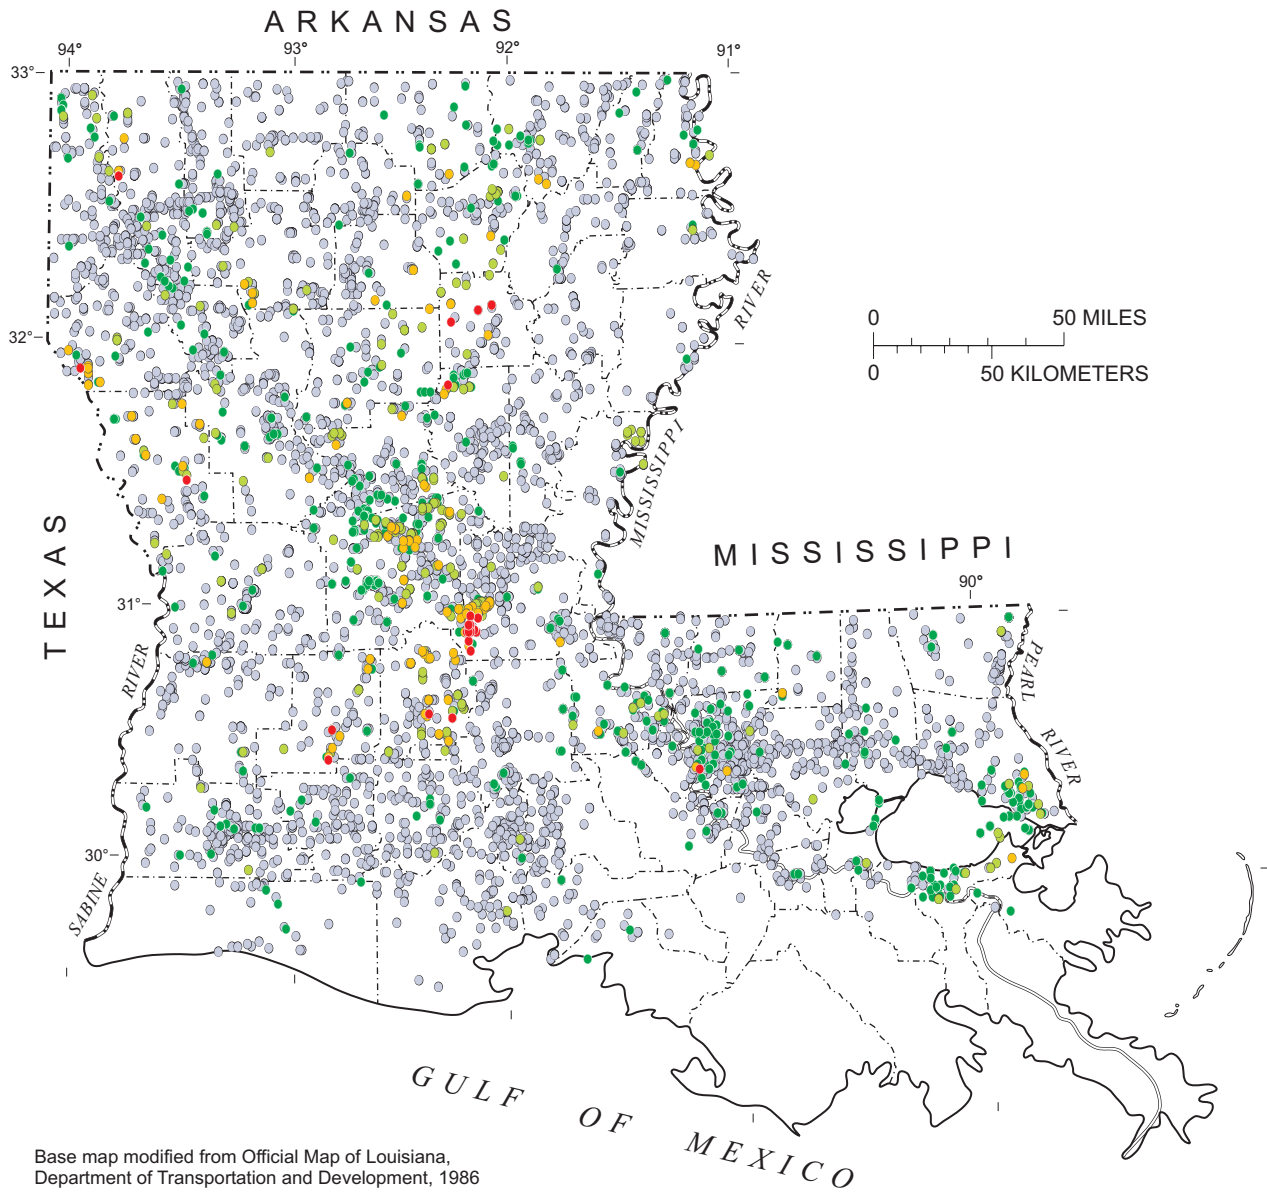 ARKANSAS
94°
93°
92°
91°
33°
RIVER
0 50 MILES
0 50 KILOMETERS
32°
MISSISSIPPI
TEXAS
MISSISSIPPI
90°
31°
RIVER
PEARL
RIVER
30°
SABINE
GULF OF MEXICO
Base map modified from Official Map of Louisiana,
Department of Transportation and Development, 1986